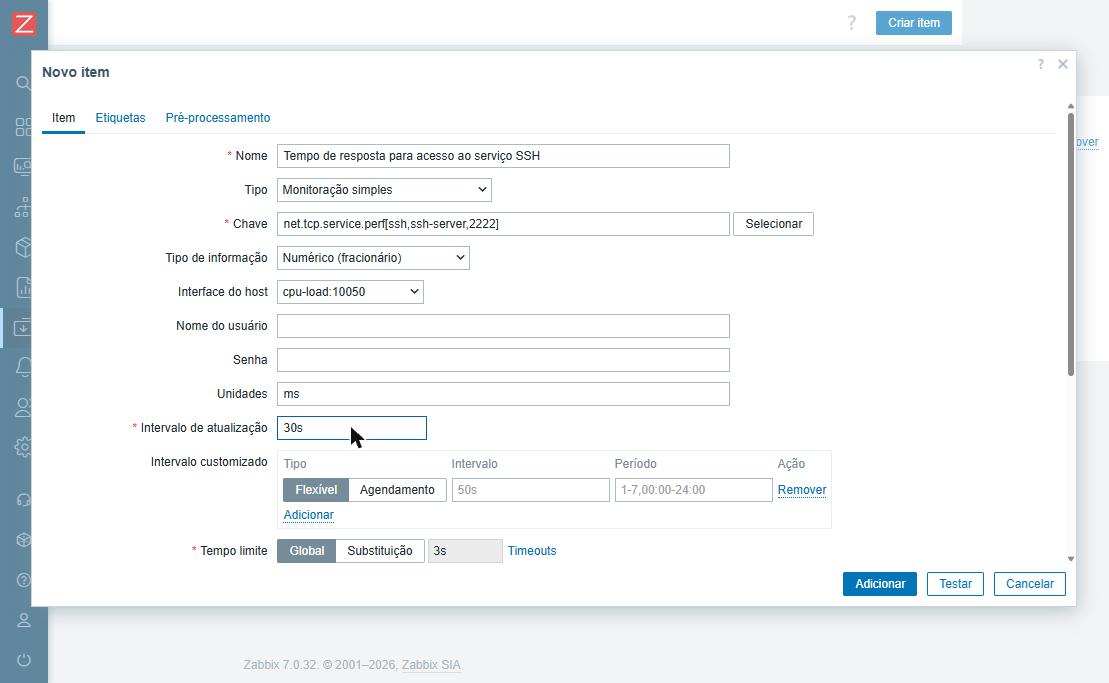 Z
? Criar item
Novo item
?
Item Etiquetas Pré-processamento
over
* Nome Tempo de resposta para acesso ao serviço SSH
Tipo Monitoração simples
* Chave net.tcp.service.perf[ssh,ssh-server,2222] Selecionar
Tipo de informação Numérico (fracionário)
Interface do host cpu-load:10050
Nome do usuário
Senha
Unidades ms
* Intervalo de atualização 30s
Intervalo customizado Tipo Intervalo Período Ação
Flexível Agendamento 50s 1-7,00:00-24:00 Remover
Adicionar
* Tempo limite Global Substituição 3s Timeouts
Adicionar Testar Cancelar
Zabbix 7.0.32. © 2001–2026, Zabbix SIA